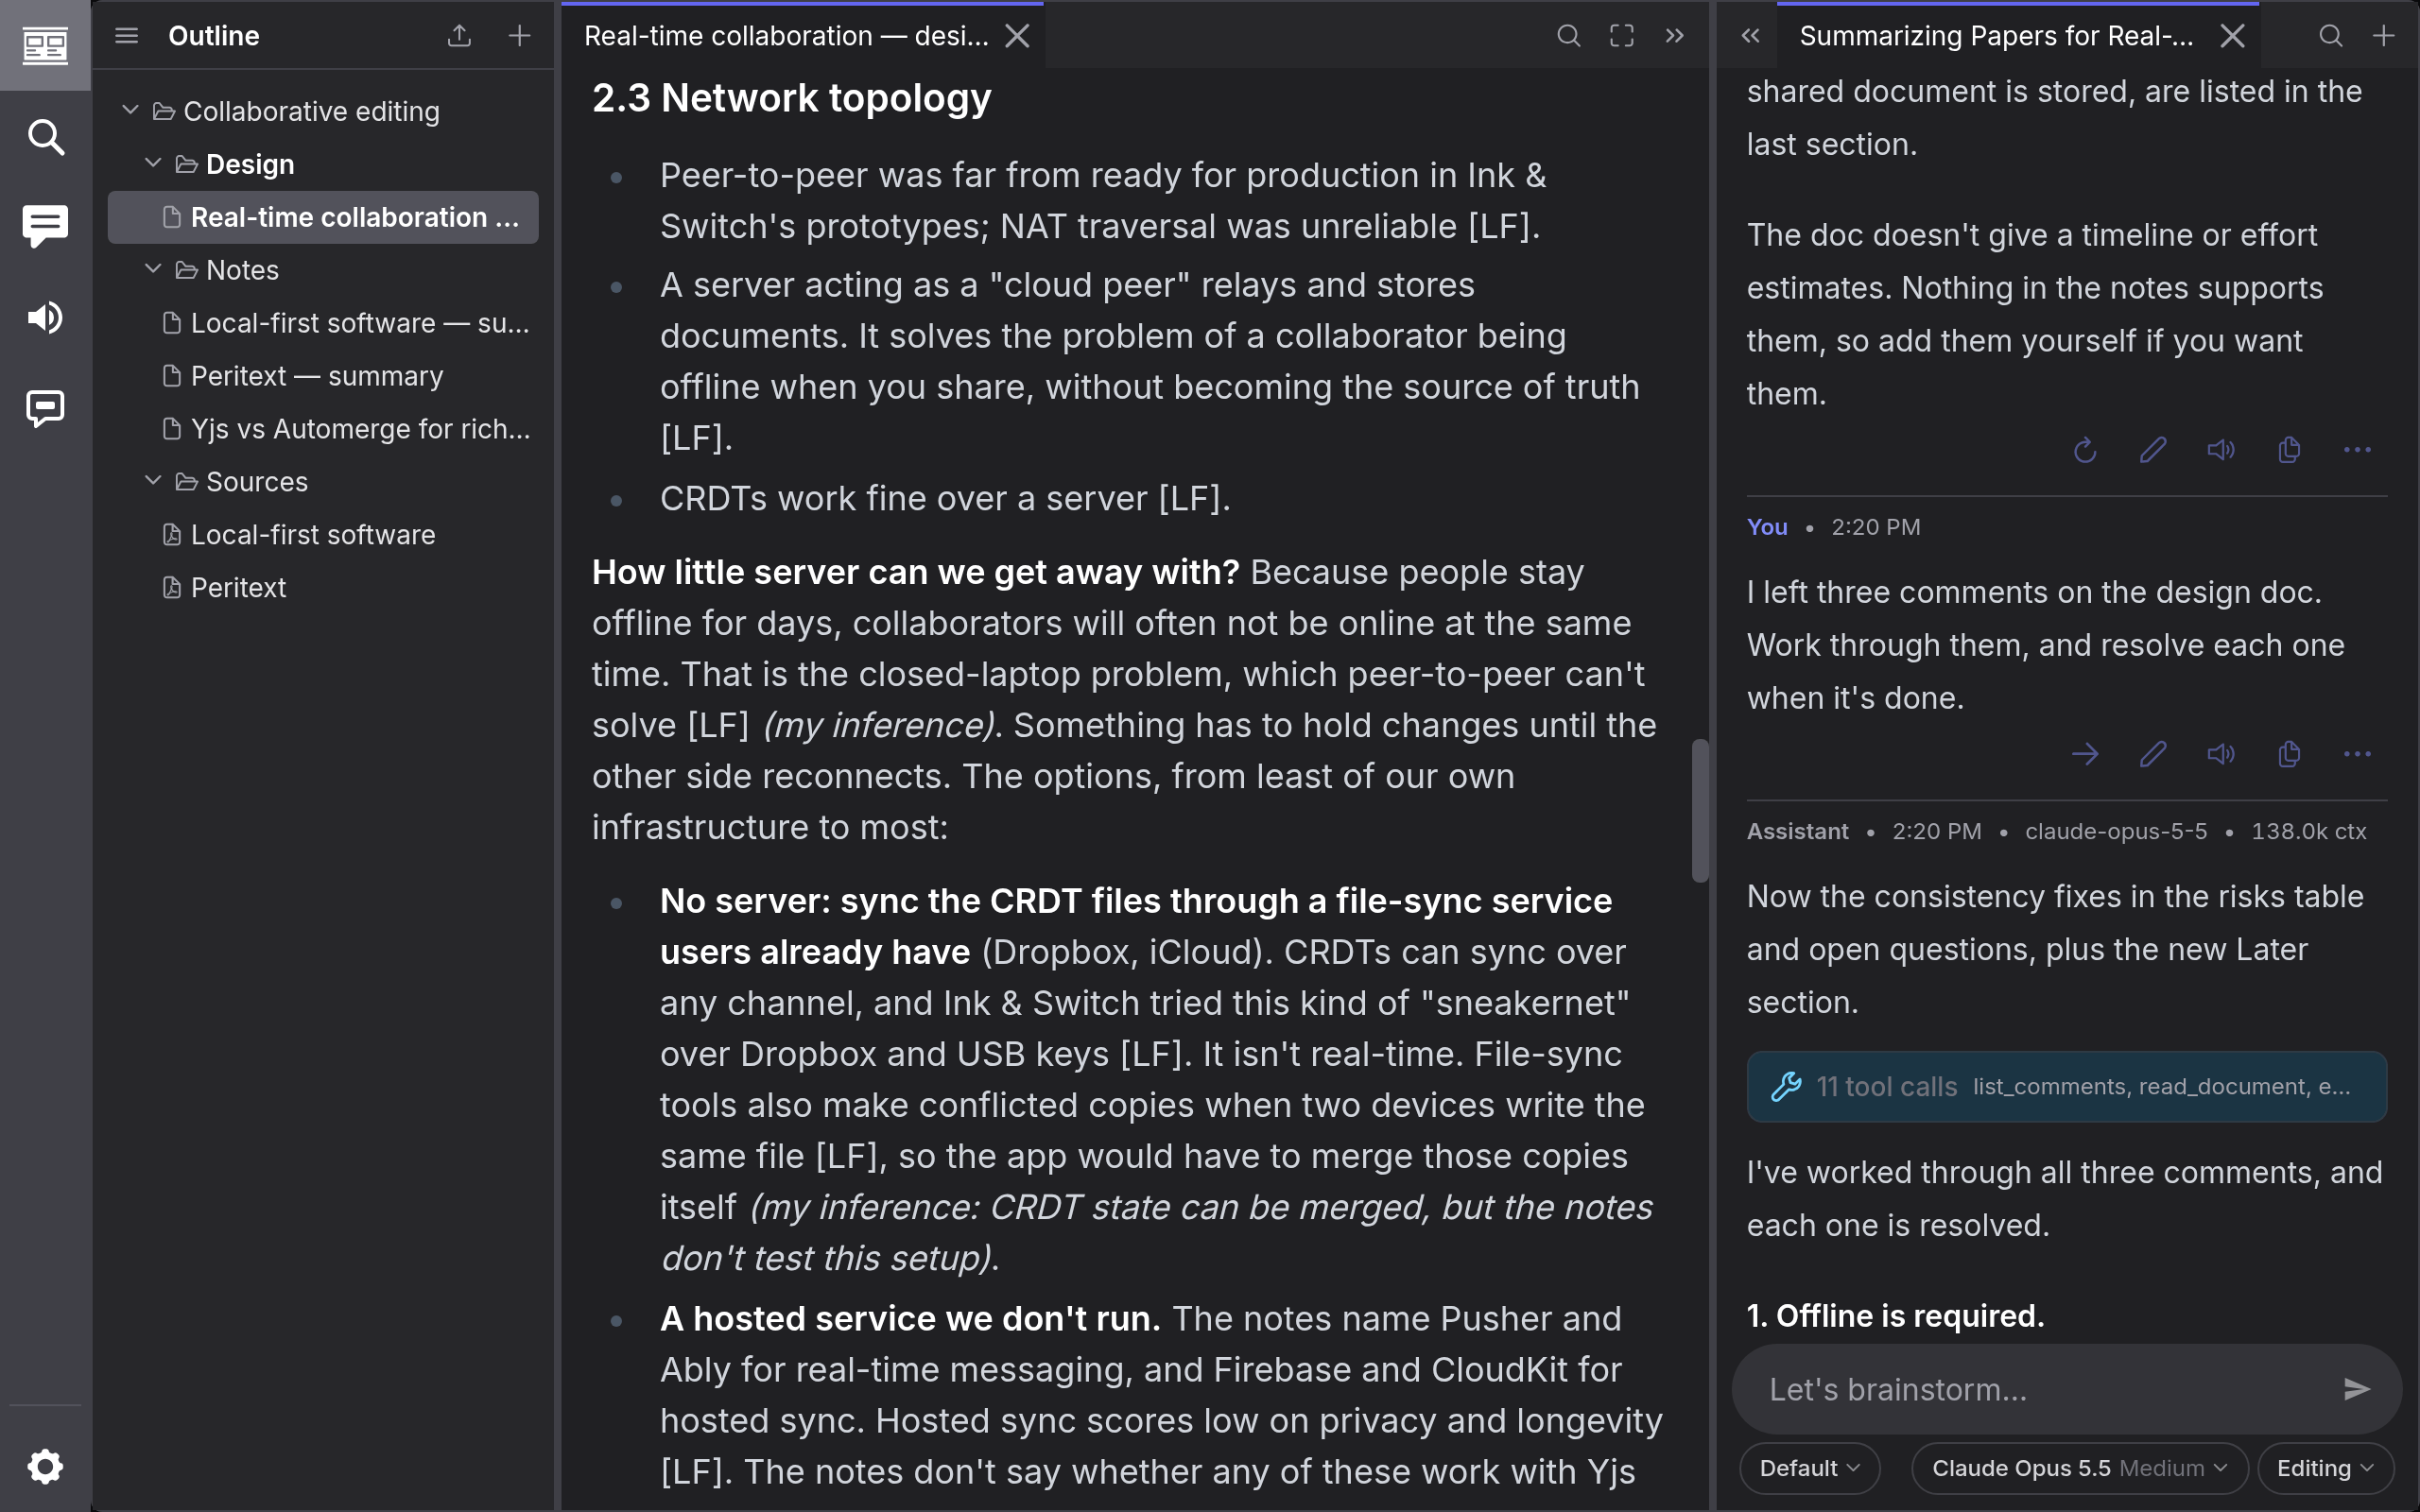 Outline
Collaborative editing
Design
Real-time collaboration ...
Notes
Local-first software — su...
Peritext — summary
Yjs vs Automerge for rich...
Sources
Local-first software
Peritext
Real-time collaboration — desi...
2.3 Network topology
Peer-to-peer was far from ready for production in Ink &
Switch's prototypes; NAT traversal was unreliable [LF].
A server acting as a "cloud peer" relays and stores
documents. It solves the problem of a collaborator being
offline when you share, without becoming the source of truth
[LF].
CRDTs work fine over a server [LF].
How little server can we get away with? Because people stay
offline for days, collaborators will often not be online at the same
time. That is the closed-laptop problem, which peer-to-peer can't
solve [LF] (my inference). Something has to hold changes until the
other side reconnects. The options, from least of our own
infrastructure to most:
No server: sync the CRDT files through a file-sync service
users already have (Dropbox, iCloud). CRDTs can sync over
any channel, and Ink & Switch tried this kind of "sneakernet"
over Dropbox and USB keys [LF]. It isn't real-time. File-sync
tools also make conflicted copies when two devices write the
same file [LF], so the app would have to merge those copies
itself (my inference: CRDT state can be merged, but the notes
don't test this setup).
A hosted service we don't run. The notes name Pusher and
Ably for real-time messaging, and Firebase and CloudKit for
hosted sync. Hosted sync scores low on privacy and longevity
[LF]. The notes don't say whether any of these work with Yjs
Summarizing Papers for Real-...
shared document is stored, are listed in the
last section.
The doc doesn't give a timeline or effort
estimates. Nothing in the notes supports
them, so add them yourself if you want
them.
You • 2:20 PM
I left three comments on the design doc.
Work through them, and resolve each one
when it's done.
Assistant • 2:20 PM • claude-opus-5-5 • 138.0k ctx
Now the consistency fixes in the risks table
and open questions, plus the new Later
section.
11 tool calls list_comments, read_document, e...
I've worked through all three comments, and
each one is resolved.
1. Offline is required.
Let's brainstorm...
Default
Claude Opus 5.5 Medium
Editing